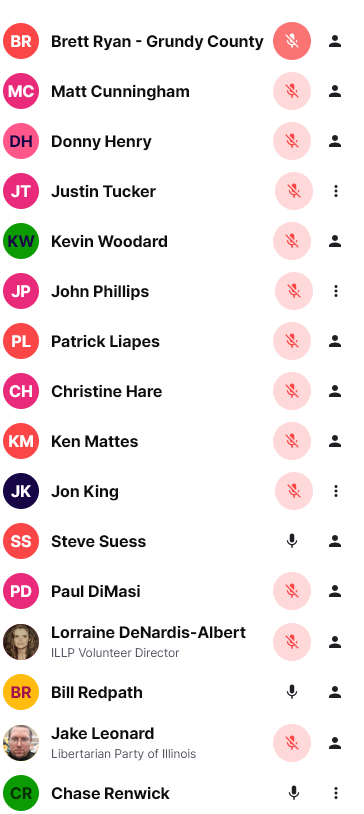 BR Brett Ryan - Grundy County
MC Matt Cunningham
DH Donny Henry
JT Justin Tucker
KW Kevin Woodard
JP John Phillips
PL Patrick Liapes
CH Christine Hare
KM Ken Mattes
JK Jon King
SS Steve Suess
PD Paul DiMasi
Lorraine DeNardis-Albert
ILLP Volunteer Director
BR Bill Redpath
Jake Leonard
Libertarian Party of Illinois
CR Chase Renwick